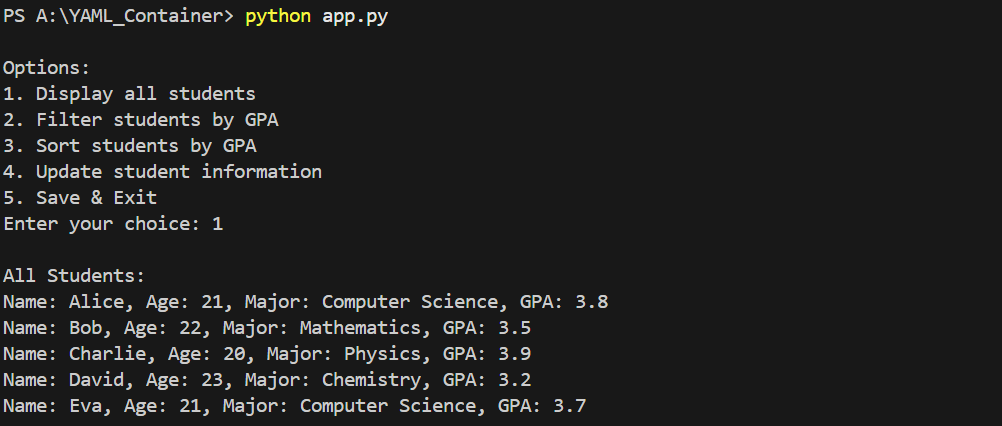 PS A:\YAML_Container> python app.py
Options:
1. Display all students
2. Filter students by GPA
3. Sort students by GPA
4. Update student information
5. Save & Exit
Enter your choice: 1
All Students:
Name: Alice, Age: 21, Major: Computer Science, GPA: 3.8
Name: Bob, Age: 22, Major: Mathematics, GPA: 3.5
Name: Charlie, Age: 20, Major: Physics, GPA: 3.9
Name: David, Age: 23, Major: Chemistry, GPA: 3.2
Name: Eva, Age: 21, Major: Computer Science, GPA: 3.7